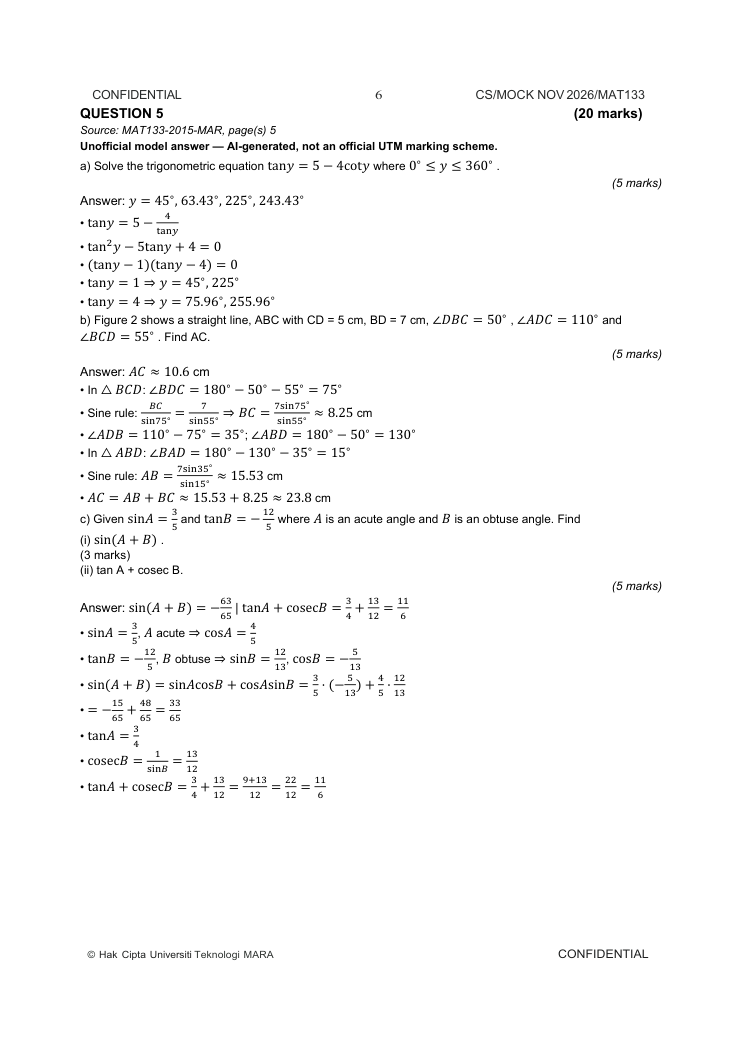 CONFIDENTIAL 6 CS/MOCK NOV 2026/MAT133
QUESTION 5 (20 marks)
Source: MAT133-2015-MAR, page(s) 5
Unofficial model answer — AI-generated, not an official UTM marking scheme.
a) Solve the trigonometric equation tany = 5 − 4coty where 0° ≤ y ≤ 360° .
(5 marks)
Answer: y = 45°, 63.43°, 225°, 243.43°
• tany = 5 − 4/tany
• tan²y − 5tany + 4 = 0
• (tany − 1)(tany − 4) = 0
• tany = 1 ⇒ y = 45°, 225°
• tany = 4 ⇒ y = 75.96°, 255.96°
b) Figure 2 shows a straight line, ABC with CD = 5 cm, BD = 7 cm, ∠DBC = 50° , ∠ADC = 110° and
∠BCD = 55° . Find AC.
(5 marks)
Answer: AC ≈ 10.6 cm
• In △ BCD: ∠BDC = 180° − 50° − 55° = 75°
• Sine rule: BC/sin75° = 7/sin55° ⇒ BC = 7sin75°/sin55° ≈ 8.25 cm
• ∠ADB = 110° − 75° = 35°; ∠ABD = 180° − 50° = 130°
• In △ ABD: ∠BAD = 180° − 130° − 35° = 15°
• Sine rule: AB = 7sin35°/sin15° ≈ 15.53 cm
• AC = AB + BC ≈ 15.53 + 8.25 ≈ 23.8 cm
c) Given sinA = 3/5 and tanB = −12/5 where A is an acute angle and B is an obtuse angle. Find
(i) sin(A + B) .
(3 marks)
(ii) tan A + cosec B.
(5 marks)
Answer: sin(A + B) = −63/65 | tanA + cosecB = 3/4 + 13/12 = 11/6
• sinA = 3/5, A acute ⇒ cosA = 4/5
• tanB = −12/5, B obtuse ⇒ sinB = 12/13, cosB = −5/13
• sin(A + B) = sinAcosB + cosAsinB = 3/5 · (−5/13) + 4/5 · 12/13
• = −15/65 + 48/65 = 33/65
• tanA = 3/4
• cosecB = 1/sinB = 13/12
• tanA + cosecB = 3/4 + 13/12 = 9+13/12 = 22/12 = 11/6
© Hak Cipta Universiti Teknologi MARA CONFIDENTIAL